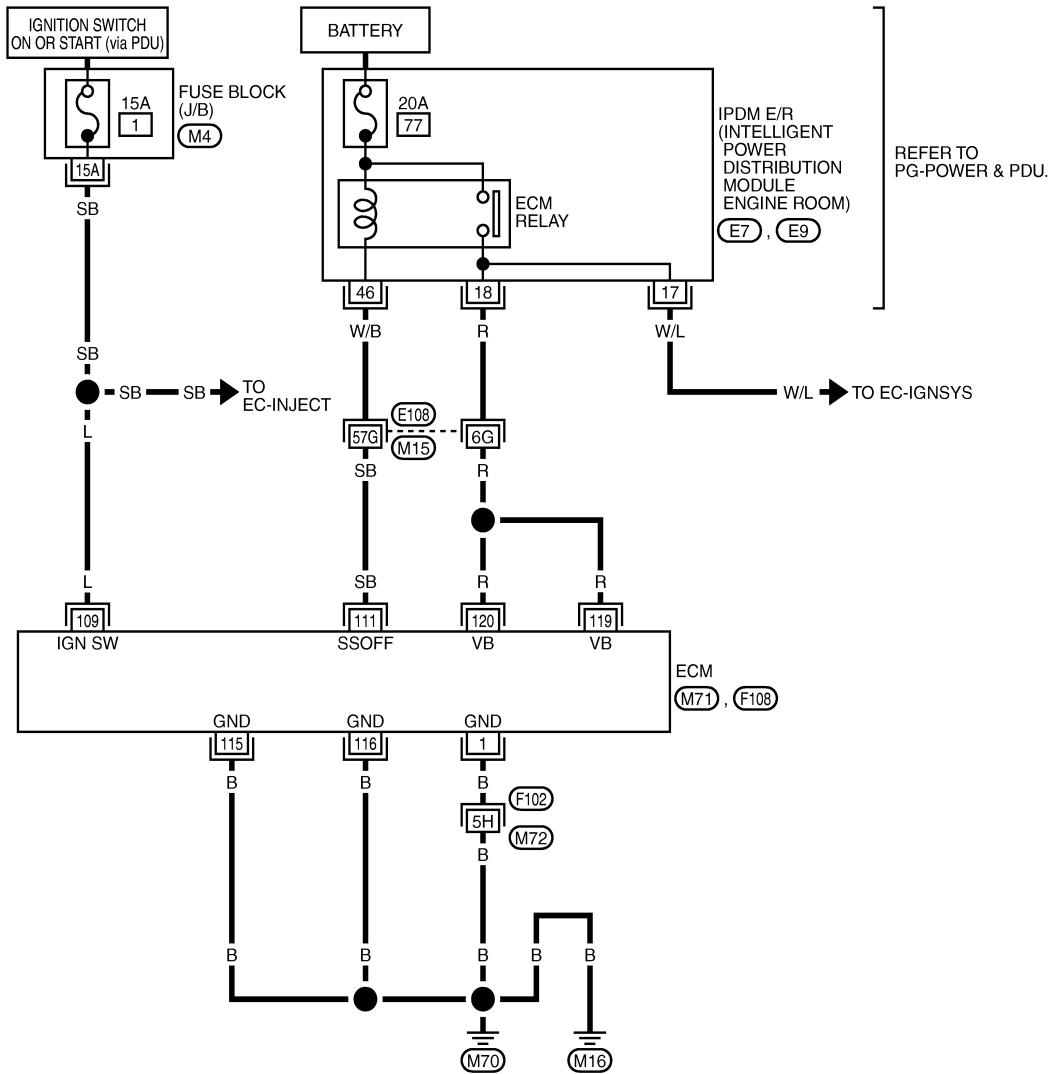 IGNITION SWITCH
ON OR START (via PDU)
BATTERY
15A
1
FUSE BLOCK
(J/B)
M4
20A
77
IPDM E/R
(INTELLIGENT
POWER
DISTRIBUTION
MODULE
ENGINE ROOM)
E7 , E9
REFER TO
PG-POWER & PDU.
15A
SB
ECM
RELAY
46
18
17
W/B
R
W/L
SB
SB
SB
TO
EC-INJECT
W/L
TO EC-IGNSYS
L
57G
E108
M15
6G
SB
R
L
SB
R
R
109
111
120
119
IGN SW
SSOFF
VB
VB
ECM
M71 , F108
GND
GND
GND
115
116
1
B
B
B
F102
5H
M72
B
B
B
B
B
B
M70
M16